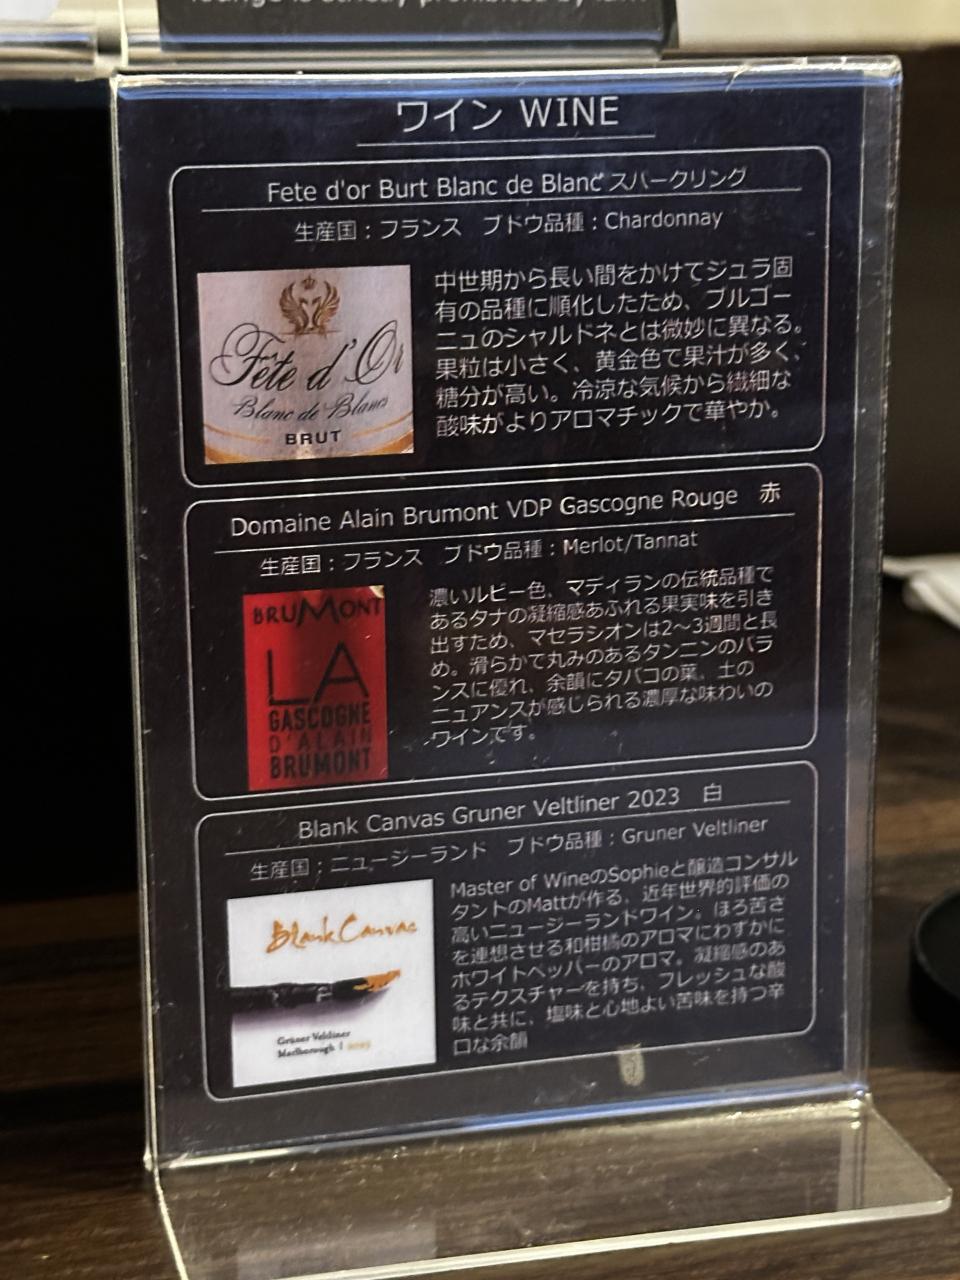 lounge is strictly prohibited by law.
ワイン WINE
Fete d'or Burt Blanc de Blanc スパークリング
生産国：フランス　ブドウ品種：Chardonnay
Fête d'Or
Blanc de Blancs
BRUT
中世期から長い間をかけてジュラ固
有の品種に順化したため、ブルゴー
ニュのシャルドネとは微妙に異なる。
果粒は小さく、黄金色で果汁が多く、
糖分が高い。冷涼な気候から繊細な
酸味がよりアロマチックで華やか。
Domaine Alain Brumont VDP Gascogne Rouge　赤
生産国：フランス　ブドウ品種：Merlot/Tannat
BRUMONT
LA
GASCOGNE
D'ALAIN
BRUMONT
濃いルビー色、マディランの伝統品種で
あるタナの凝縮感あふれる果実味を引き
出すため、マセラシオンは2～3週間と長
め。滑らかで丸みのあるタンニンのバラ
ンスに優れ、余韻にタバコの葉、土の
ニュアンスが感じられる濃厚な味わいの
ワインです。
Blank Canvas Gruner Veltliner 2023　白
生産国：ニュージーランド　ブドウ品種：Gruner Veltliner
Blank Canvas
Grüner Veltliner
Marlborough | 2023
Master of WineのSophieと醸造コンサル
タントのMattが作る、近年世界的評価の
高いニュージーランドワイン。ほろ苦さ
を連想させる和柑橘のアロマにわずかに
ホワイトペッパーのアロマ。凝縮感のあ
るテクスチャーを持ち、フレッシュな酸
味と共に、塩味と心地よい苦味を持つ辛
口な余韻